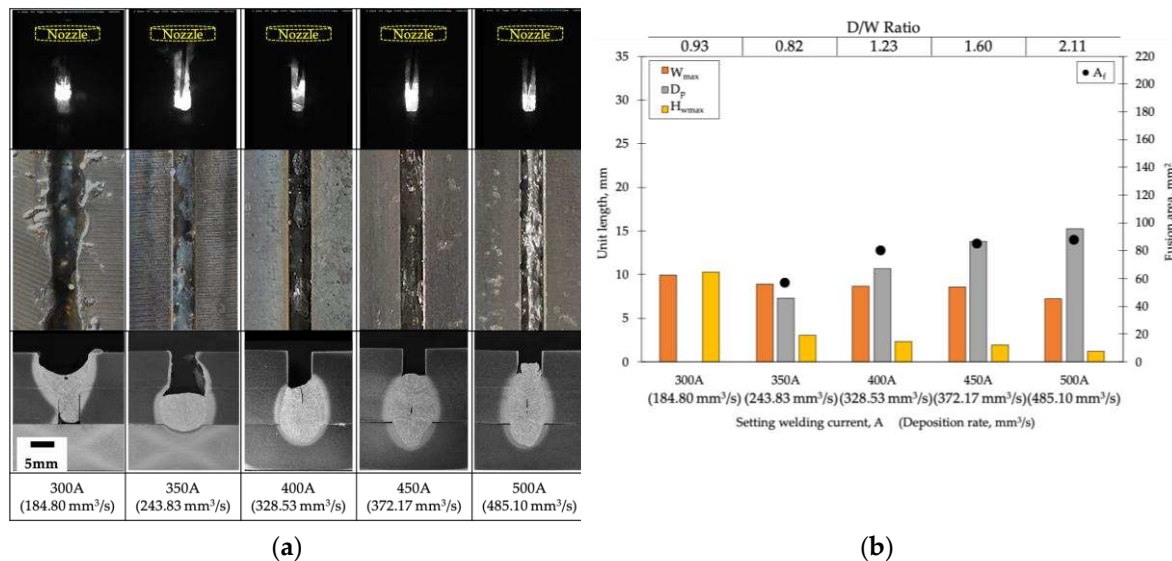 Nozzle Nozzle Nozzle Nozzle Nozzle
5mm
300A 350A 400A 450A 500A
(184.80 mm³/s) (243.83 mm³/s) (328.53 mm³/s) (372.17 mm³/s) (485.10 mm³/s)
(a)
D/W Ratio
0.93 0.82 1.23 1.60 2.11
Unit length, mm
35
30
25
20
15
10
5
0
W_max
D_p
H_wmax
A_f
220
200
180
160
140
120
100
80
60
40
20
0
Fusion area, mm²
300A 350A 400A 450A 500A
(184.80 mm³/s) (243.83 mm³/s) (328.53 mm³/s) (372.17 mm³/s) (485.10 mm³/s)
Setting welding current, A (Deposition rate, mm³/s)
(b)